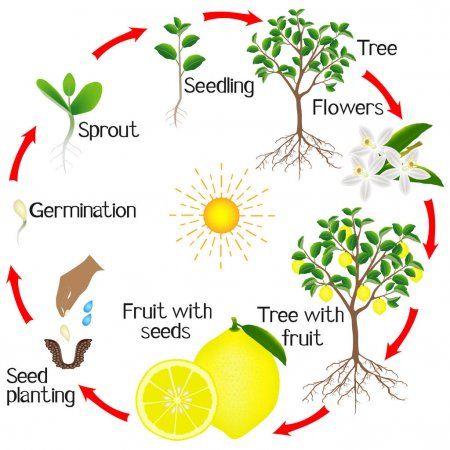 Seed
planting
Germination
Sprout
Seedling
Tree
Flowers
Tree with
fruit
Fruit with
seeds